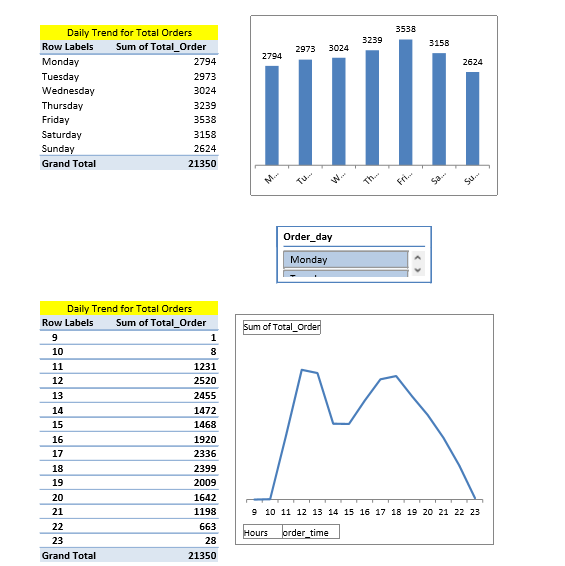 Daily Trend for Total Orders
Row Labels Sum of Total_Order
Monday 2794
Tuesday 2973
Wednesday 3024
Thursday 3239
Friday 3538
Saturday 3158
Sunday 2624
Grand Total 21350
2794 2973 3024 3239 3538 3158 2624
M... Tu... W... Th... Fri... Sa... Su...
Order_day
Monday
Daily Trend for Total Orders
Row Labels Sum of Total_Order
9 1
10 8
11 1231
12 2520
13 2455
14 1472
15 1468
16 1920
17 2336
18 2399
19 2009
20 1642
21 1198
22 663
23 28
Grand Total 21350
Sum of Total_Order
9 10 11 12 13 14 15 16 17 18 19 20 21 22 23
Hours order_time